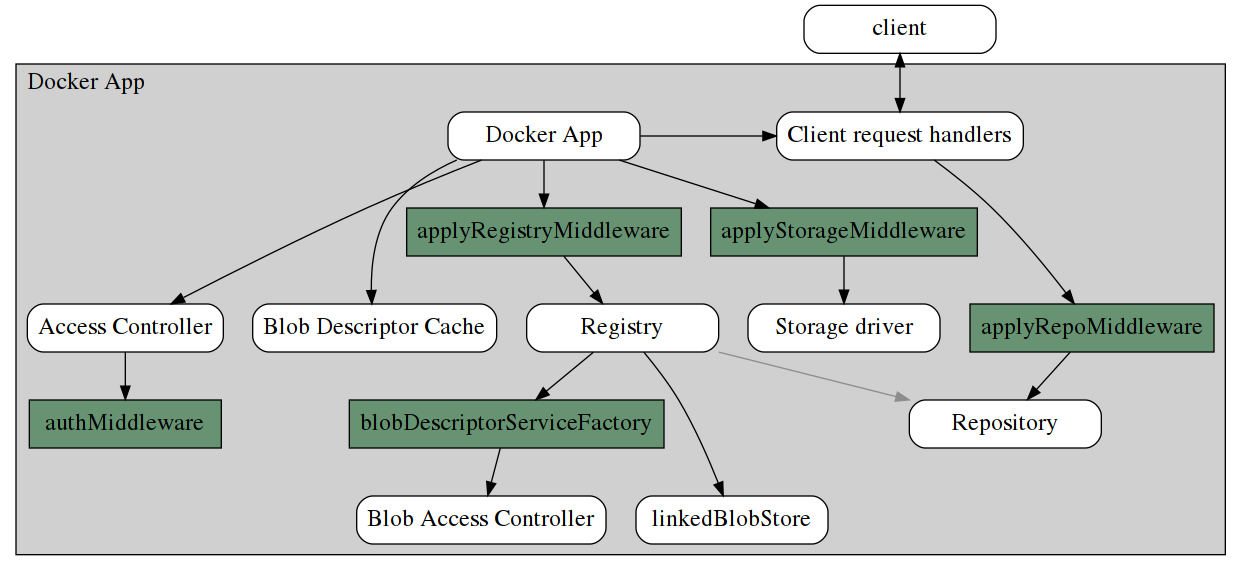 client
Docker App
Docker App
Client request handlers
applyRegistryMiddleware
applyStorageMiddleware
Access Controller
Blob Descriptor Cache
Registry
Storage driver
applyRepoMiddleware
authMiddleware
blobDescriptorServiceFactory
Repository
Blob Access Controller
linkedBlobStore